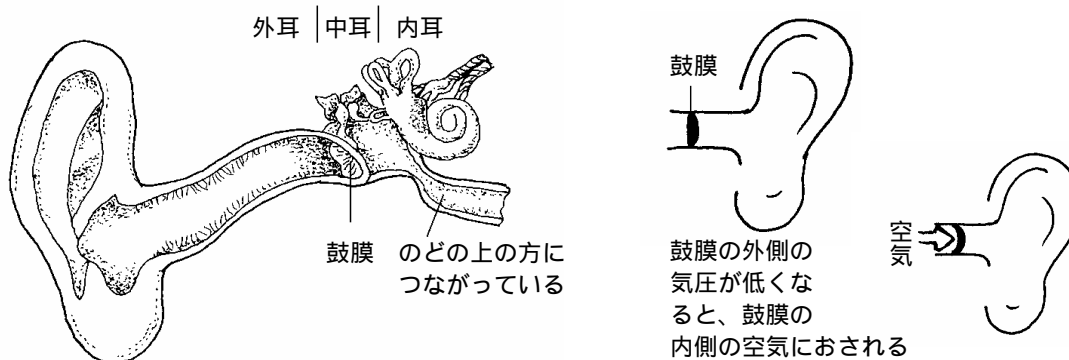 外耳 中耳 内耳
鼓膜
のどの上の方に
つながっている
鼓膜
鼓膜の外側の
気圧が低くな
ると、鼓膜の
内側の空気におされる
空気